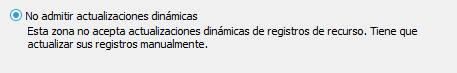 No admitir actualizaciones dinámicas
Esta zona no acepta actualizaciones dinámicas de registros de recurso. Tiene que
actualizar sus registros manualmente.